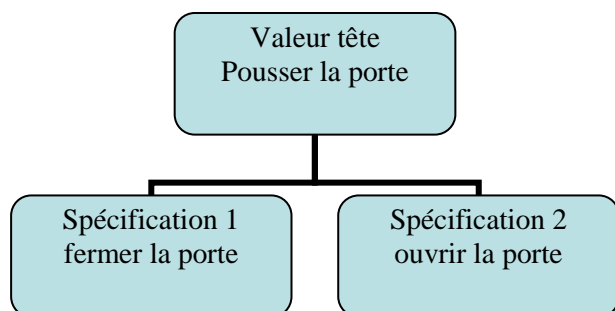 Valeur tête
Pousser la porte
Spécification 1
fermer la porte
Spécification 2
ouvrir la porte